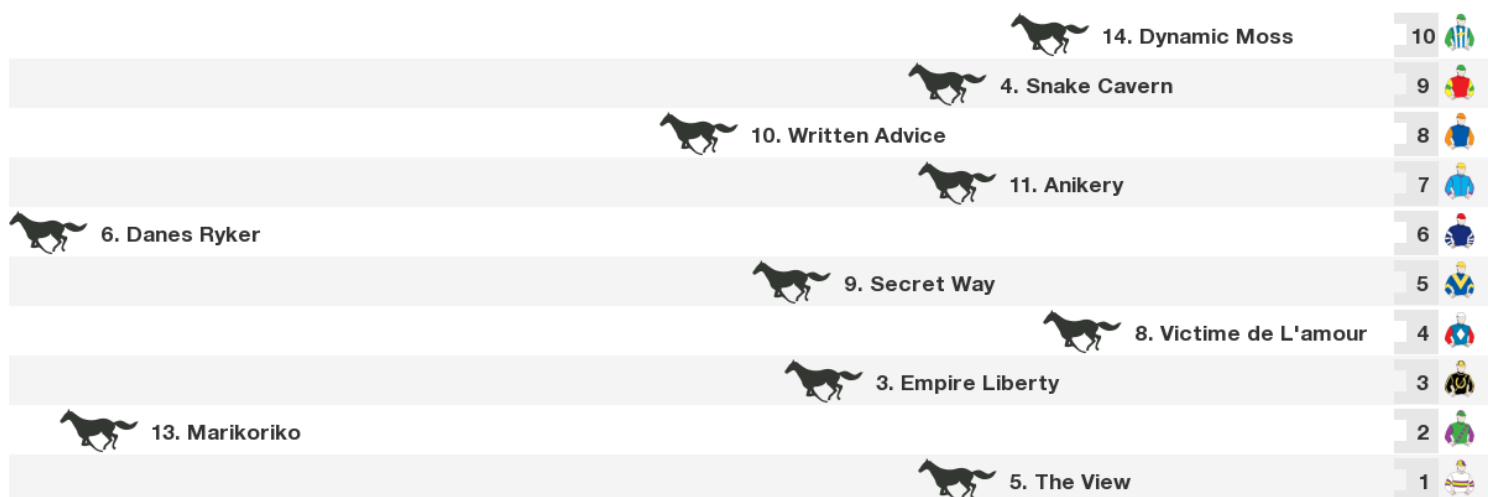 14. Dynamic Moss 10
4. Snake Cavern 9
10. Written Advice 8
11. Anikery 7
6. Danes Ryker 6
9. Secret Way 5
8. Victime de L'amour 4
3. Empire Liberty 3
13. Marikoriko 2
5. The View 1